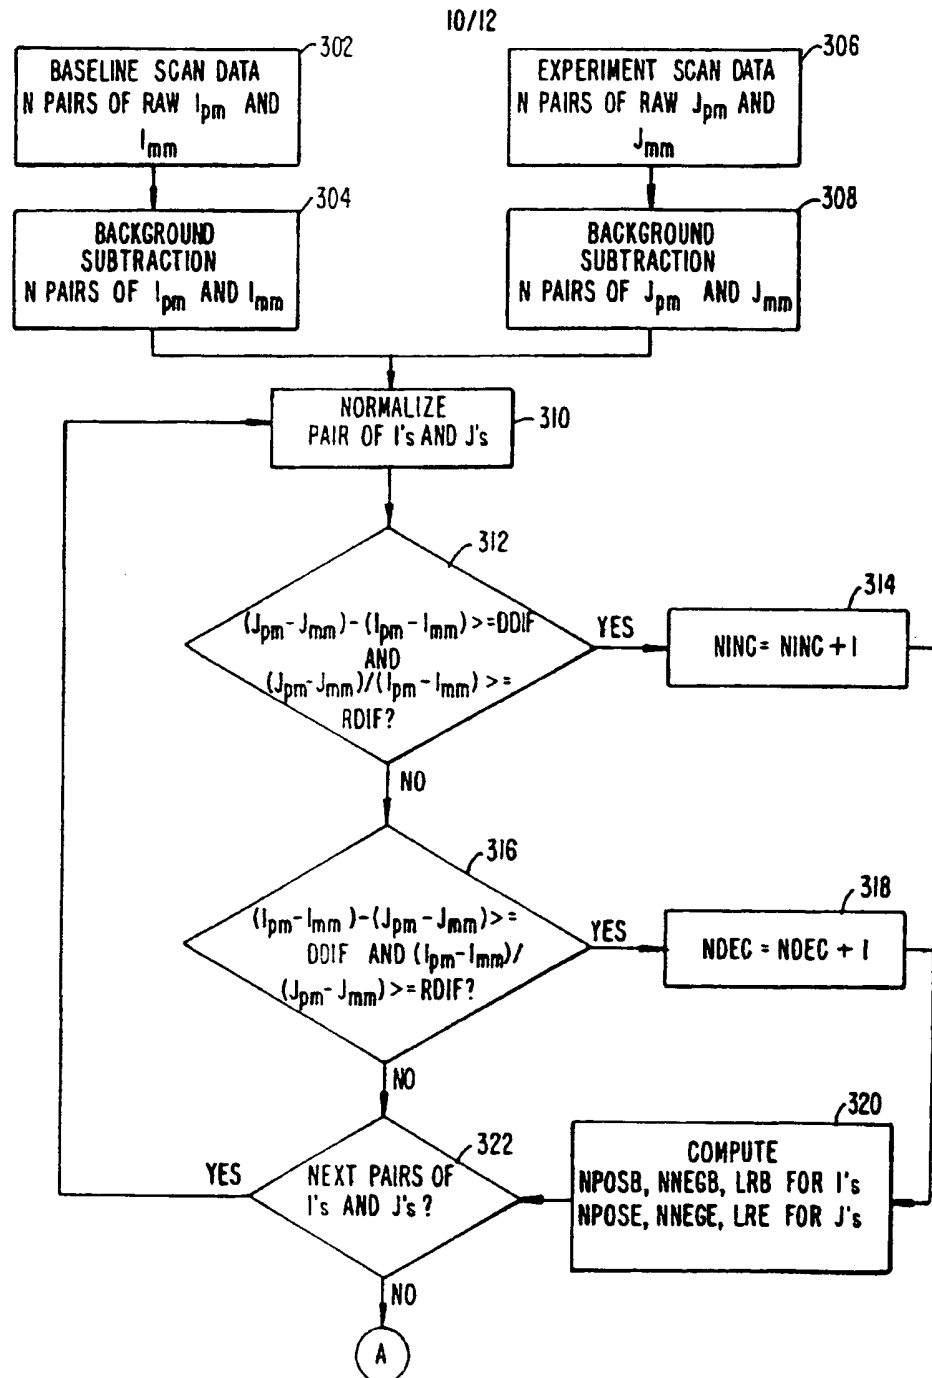 10/12
302
BASELINE SCAN DATA
N PAIRS OF RAW Ipm AND
Imm
306
EXPERIMENT SCAN DATA
N PAIRS OF RAW Jpm AND
Jmm
304
BACKGROUND
SUBTRACTION
N PAIRS OF Ipm AND Imm
308
BACKGROUND
SUBTRACTION
N PAIRS OF Jpm AND Jmm
NORMALIZE
PAIR OF I's AND J's
310
312
(Jpm-Jmm)-(Ipm-Imm)>=DDIF
AND
(Jpm-Jmm)/(Ipm-Imm)>=
RDIF?
YES
314
NINC= NINC+1
NO
316
(Ipm-Imm)-(Jpm-Jmm)>=
DDIF AND (Ipm-Imm)/
(Jpm-Jmm)>=RDIF?
YES
318
NDEC = NDEC + 1
NO
320
COMPUTE
NPOSB, NNEGB, LRB FOR I's
NPOSE, NNEGE, LRE FOR J's
322
NEXT PAIRS OF
I's AND J's?
YES
NO
A